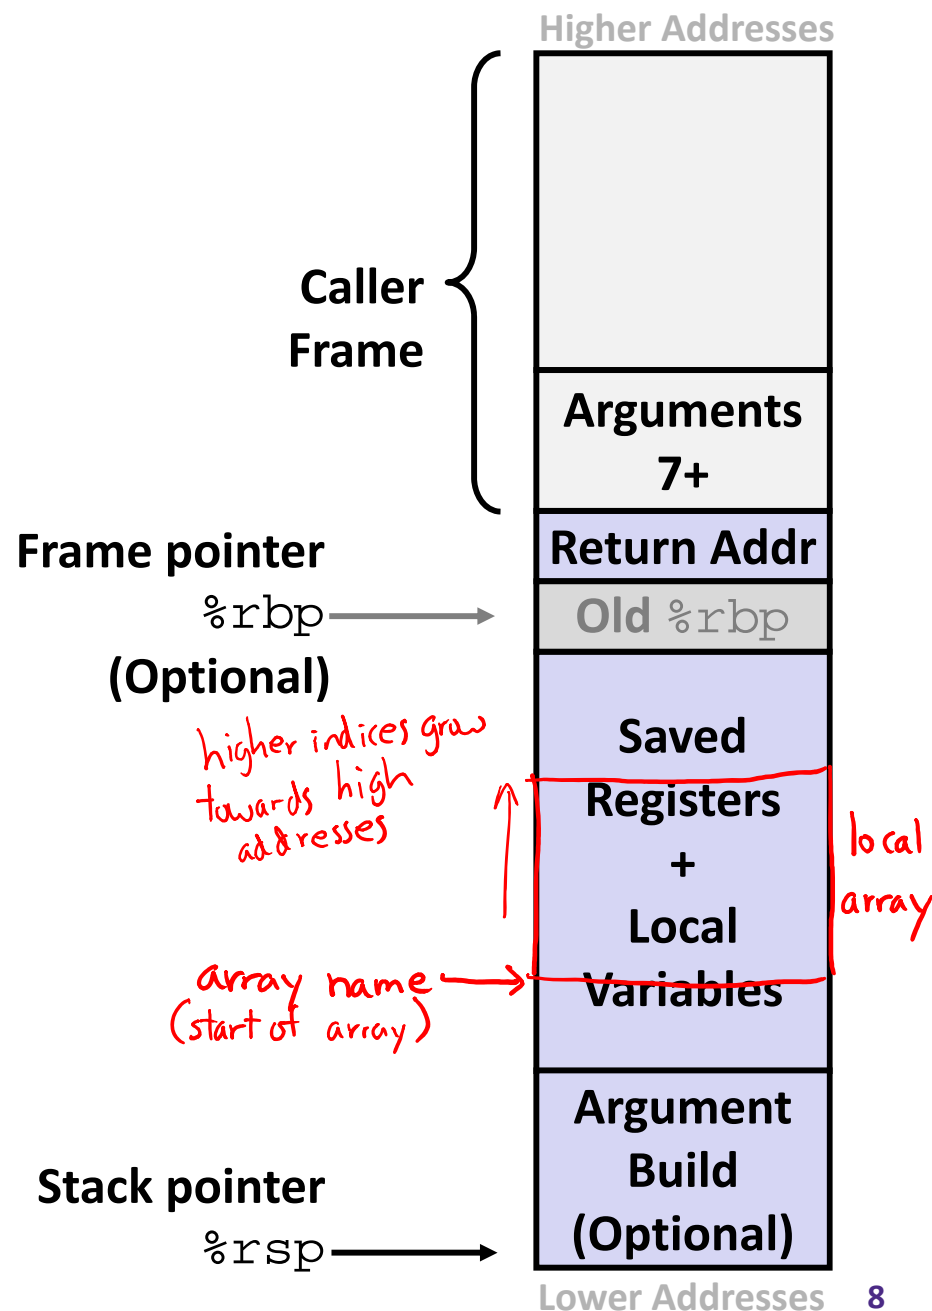 Higher Addresses
Caller
Frame
Arguments
7+
Frame pointer
%rbp
(Optional)
Return Addr
Old %rbp
higher indices grow
towards high
addresses
Saved
Registers
+
Local
Variables
local
array
array name
(start of array)
Argument
Build
(Optional)
Stack pointer
%rsp
Lower Addresses
8